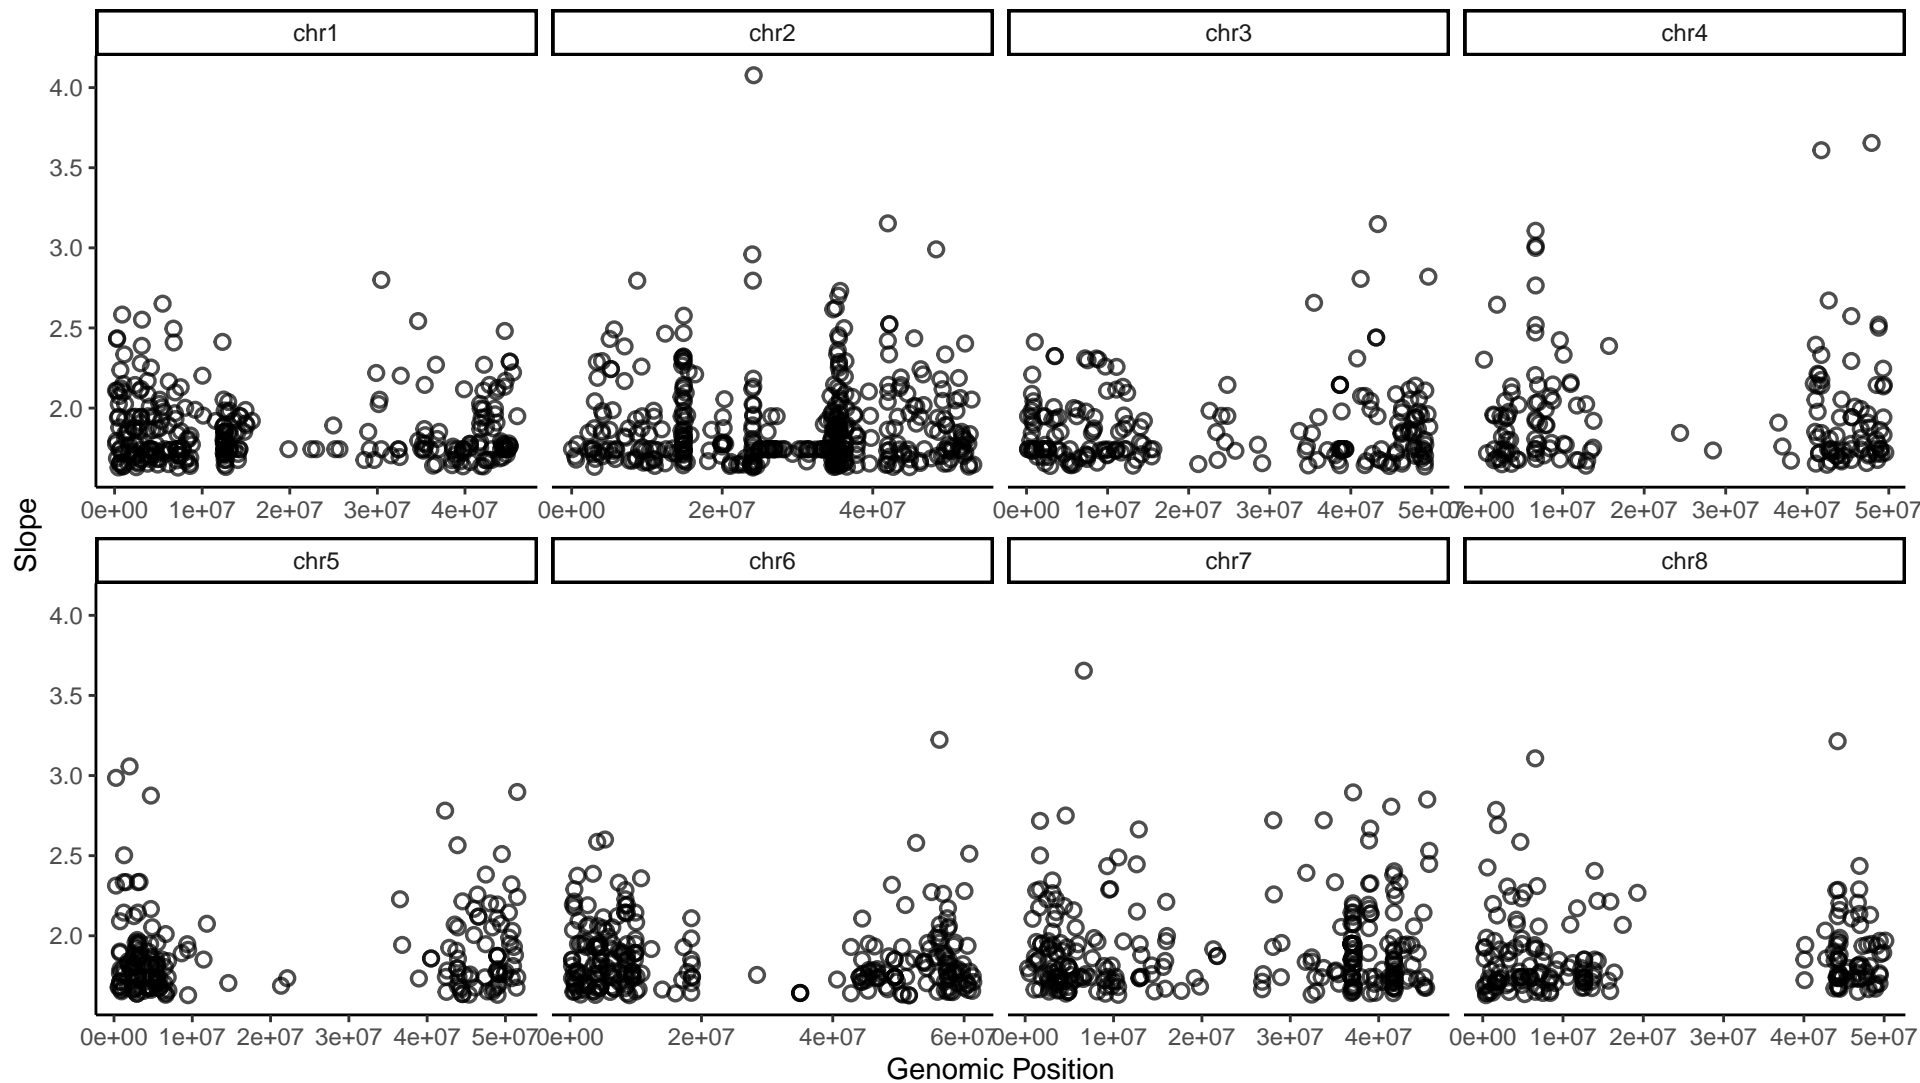 chr1 chr2 chr3 chr4
4.0
3.5
3.0
2.5
2.0
0e+00 1e+07 2e+07 3e+07 4e+07 0e+00 2e+07 4e+07 0e+00 1e+07 2e+07 3e+07 4e+07 5e+07 0e+00 1e+07 2e+07 3e+07 4e+07 5e+07
Slope
chr5 chr6 chr7 chr8
4.0
3.5
3.0
2.5
2.0
0e+00 1e+07 2e+07 3e+07 4e+07 5e+07 0e+00 2e+07 4e+07 6e+07 0e+00 1e+07 2e+07 3e+07 4e+07 0e+00 1e+07 2e+07 3e+07 4e+07 5e+07
Genomic Position